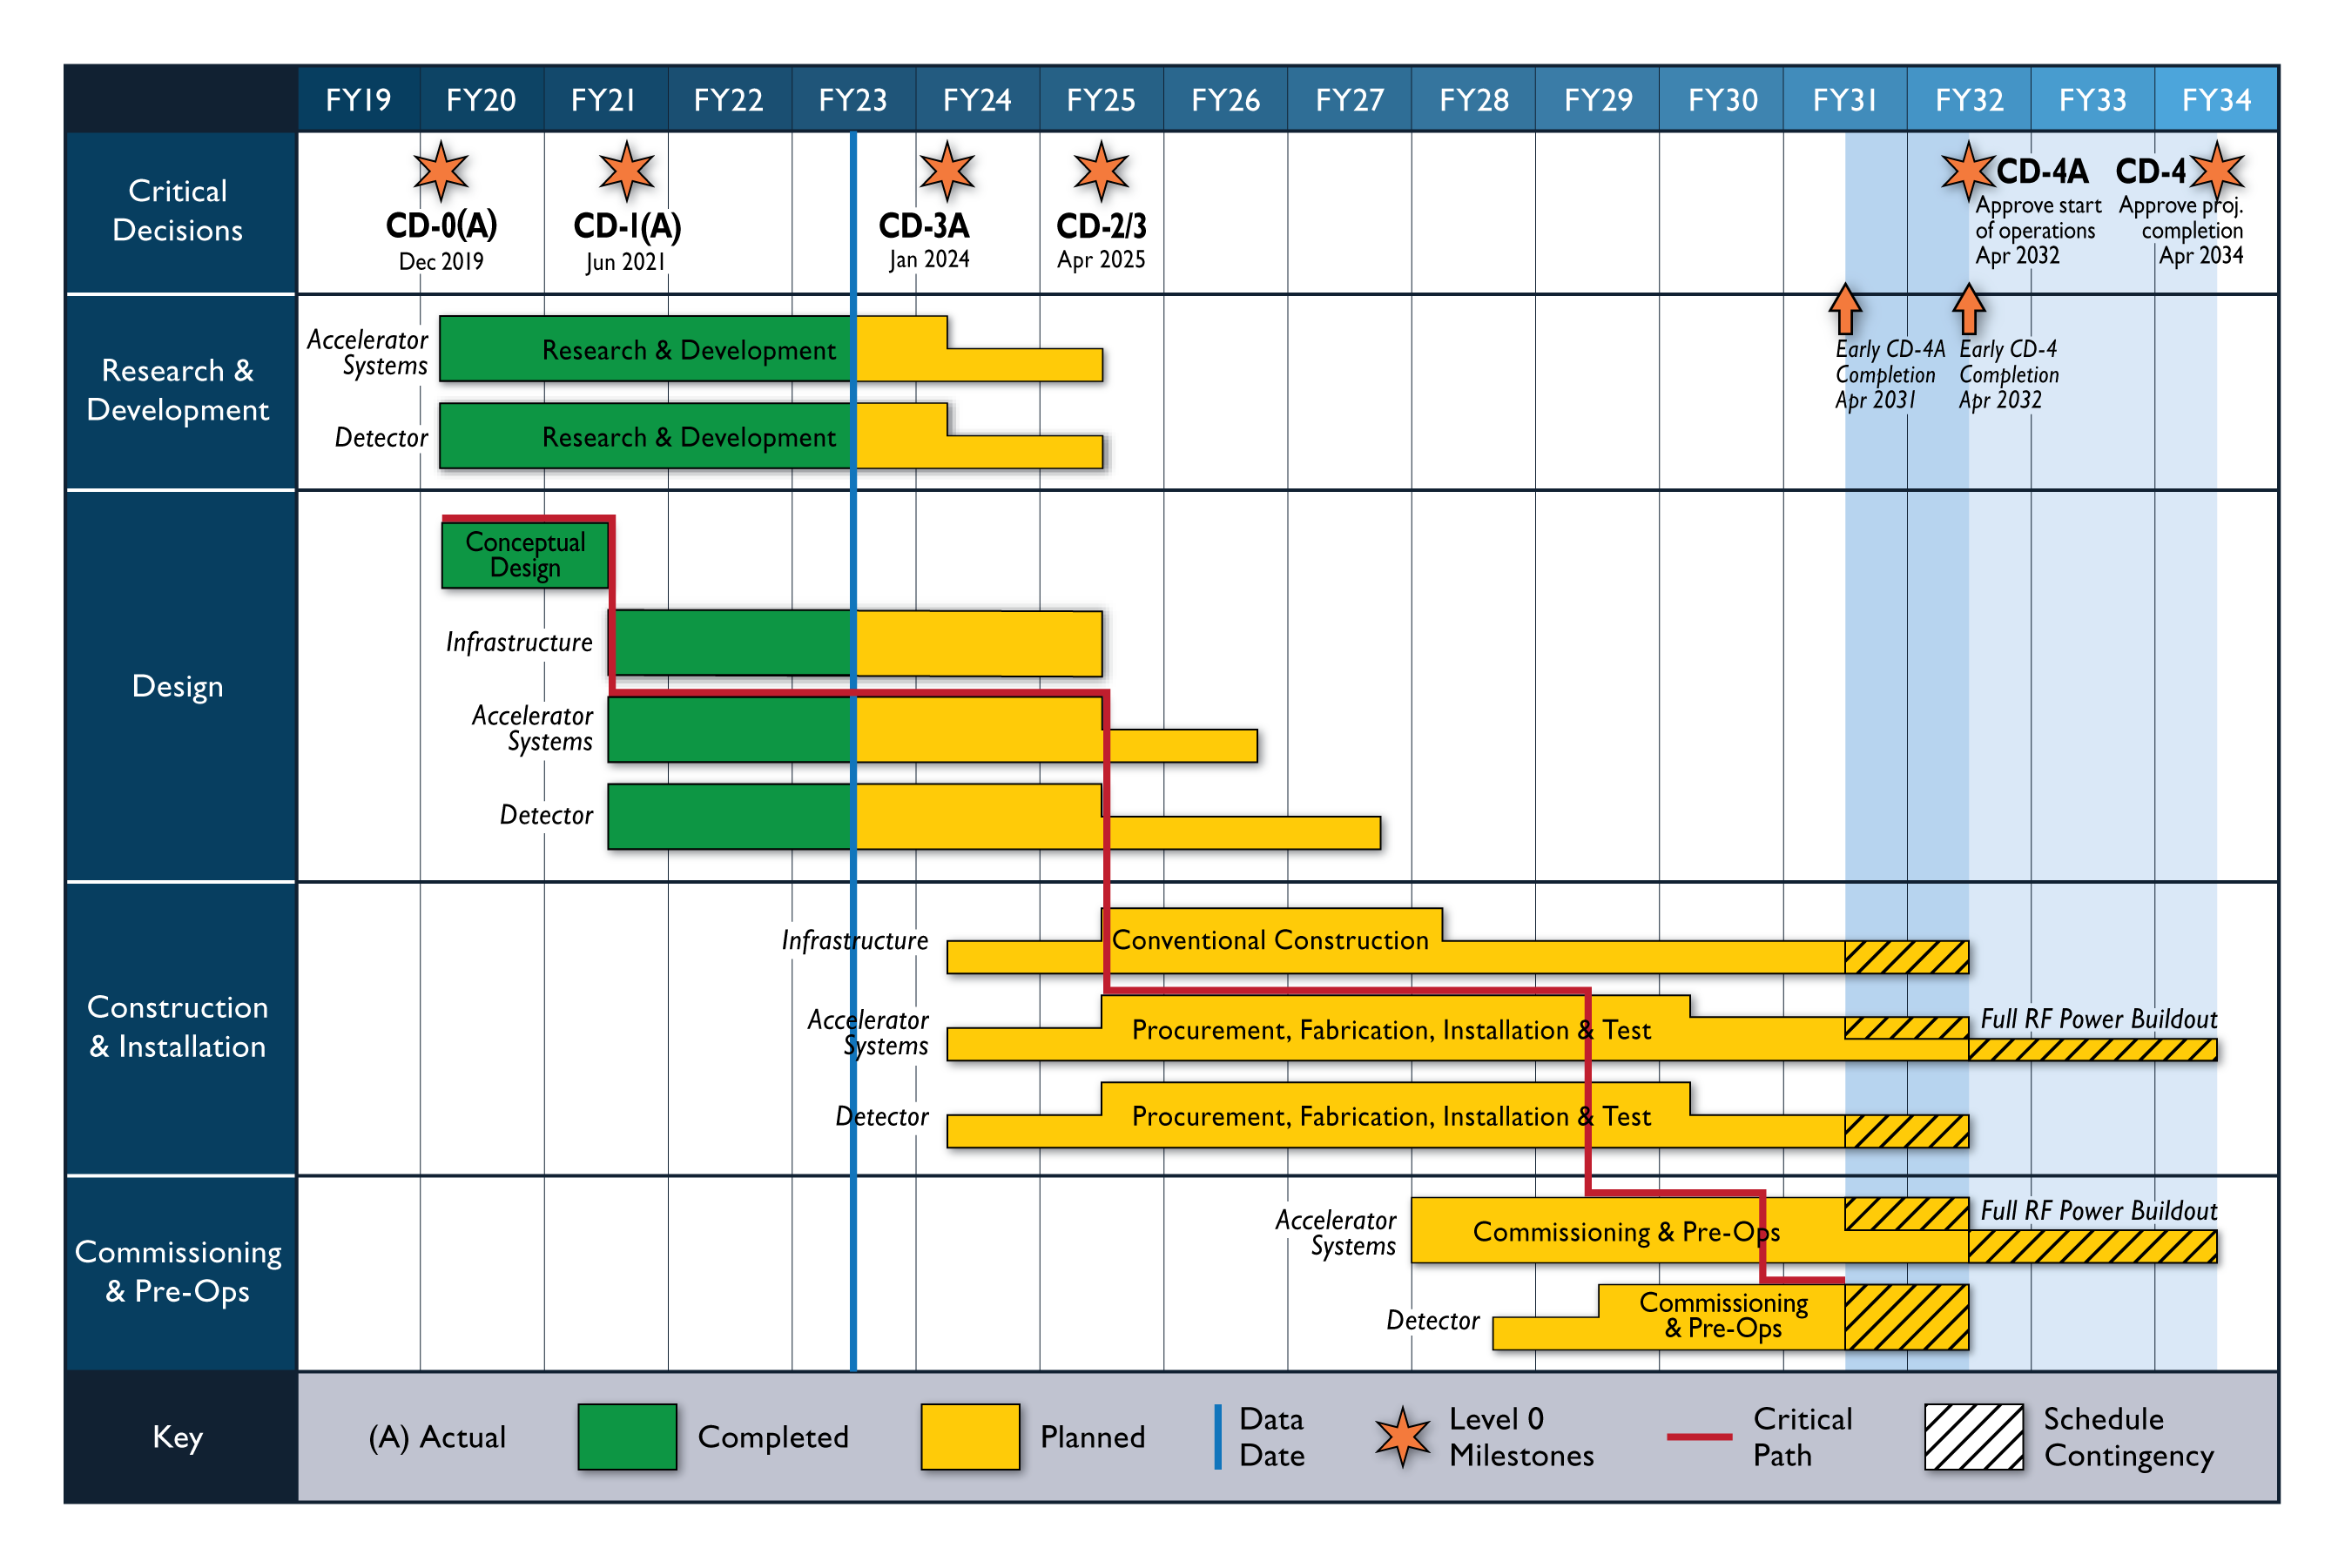 FY19 FY20 FY21 FY22 FY23 FY24 FY25 FY26 FY27 FY28 FY29 FY30 FY31 FY32 FY33 FY34
Critical
Decisions
CD-0(A)
Dec 2019
CD-1(A)
Jun 2021
CD-3A
Jan 2024
CD-2/3
Apr 2025
CD-4A
Approve start
of operations
Apr 2032
CD-4
Approve proj.
completion
Apr 2034
Research &
Development
Accelerator
Systems
Research & Development
Detector
Research & Development
Early CD-4A
Completion
Apr 2031
Early CD-4
Completion
Apr 2032
Design
Conceptual
Design
Infrastructure
Accelerator
Systems
Detector
Construction
& Installation
Infrastructure
Conventional Construction
Accelerator
Systems
Procurement, Fabrication, Installation & Test
Full RF Power Buildout
Detector
Procurement, Fabrication, Installation & Test
Commissioning
& Pre-Ops
Accelerator
Systems
Commissioning & Pre-Ops
Full RF Power Buildout
Detector
Commissioning
& Pre-Ops
Key
(A) Actual
Completed
Planned
Data
Date
Level 0
Milestones
Critical
Path
Schedule
Contingency